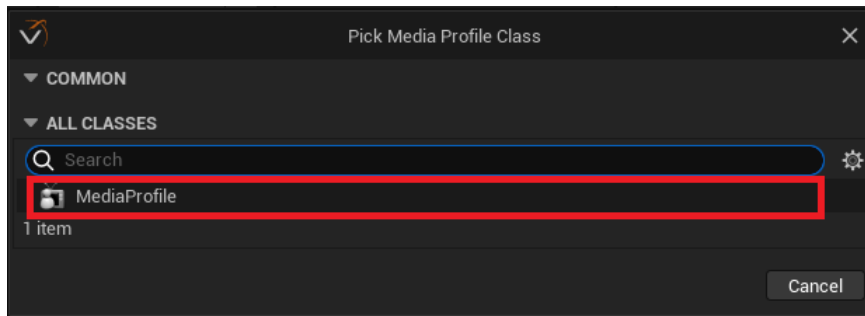 Pick Media Profile Class
COMMON
ALL CLASSES
Search
MediaProfile
1 item
Cancel